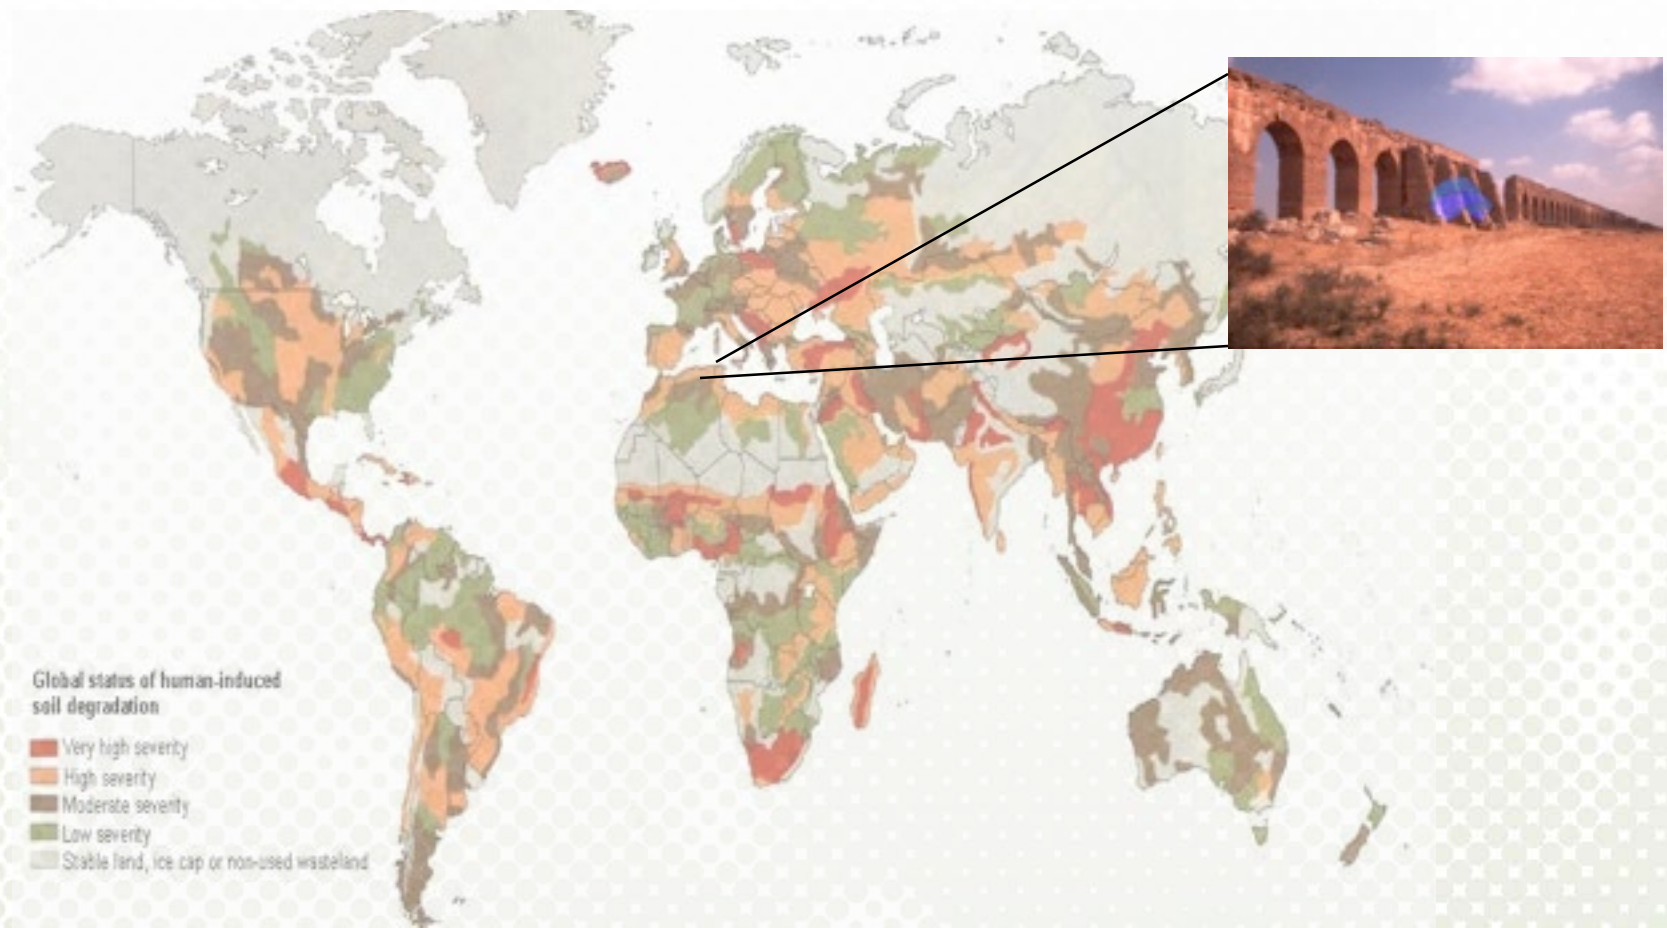 Global status of human-induced
soil degradation
Very high severity
High severity
Moderate severity
Low severity
Stable land, ice cap or non-used wasteland